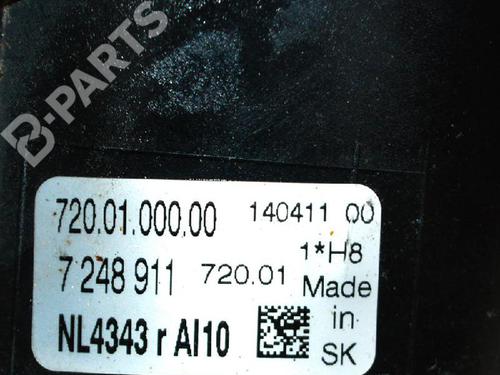 B-PARTS
720.01.000.00 140411 00
1*H8
7 248 911 720.01 Made
in
NL4343 r AI10 SK